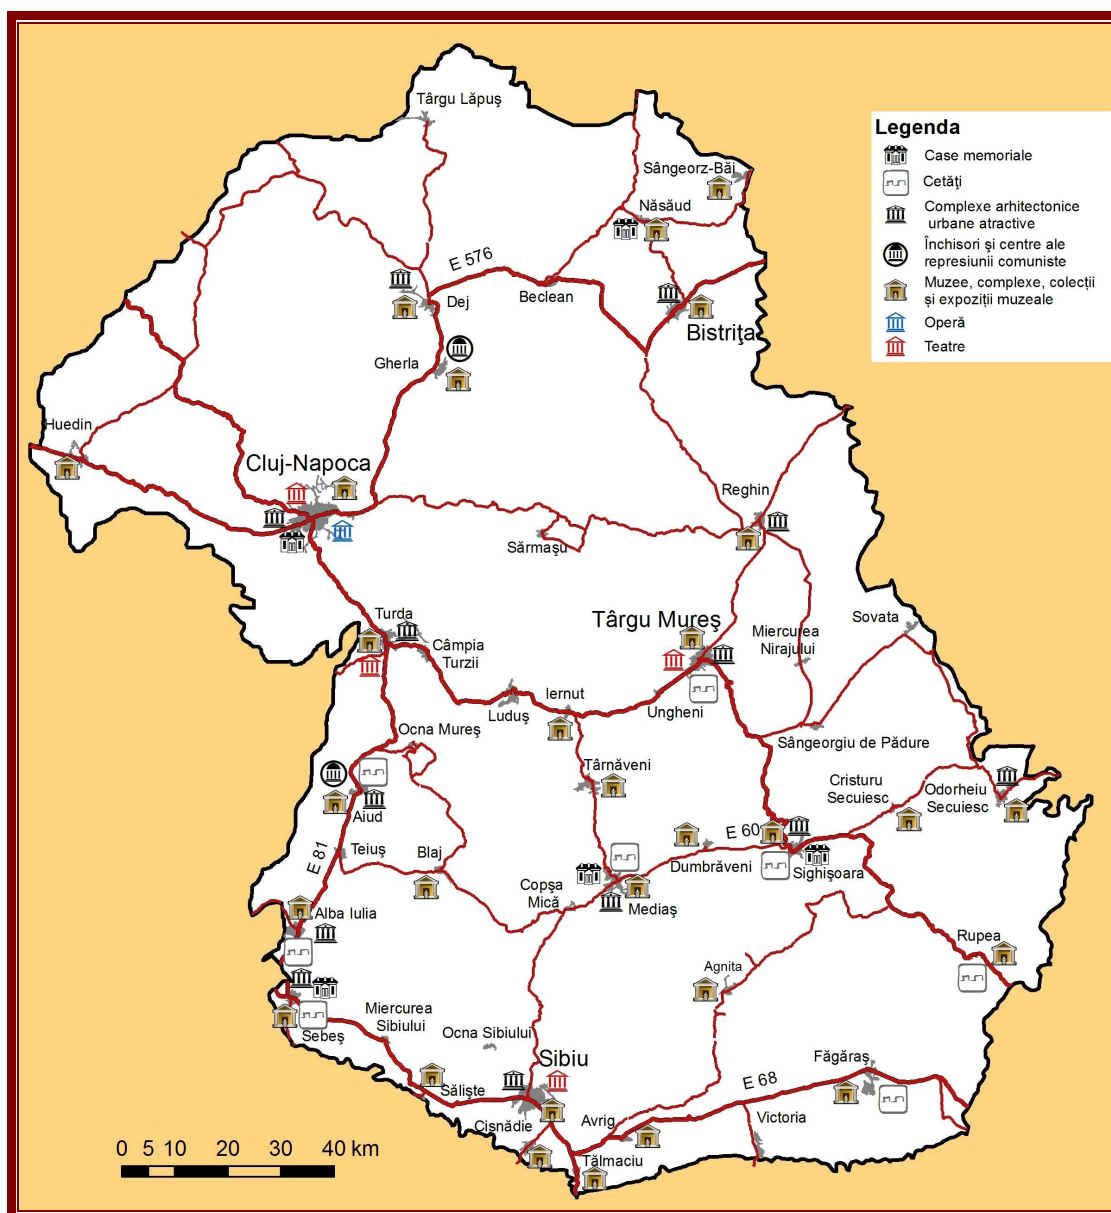 Târgu Lăpuş
Legenda
Case memoriale
Cetăţi
Complexe arhitectonice
urbane atractive
Închisori şi centre ale
represiunii comuniste
Muzee, complexe, colecţii
şi expoziţii muzeale
Operă
Teatre
Sângeorz-Băi
Năsăud
E 576
Beclean
Dej
Bistriţa
Gherla
Huedin
Cluj-Napoca
Reghin
Sărmaşu
Turda
Câmpia
Turzii
Târgu Mureş
Miercurea
Nirajului
Sovata
Iernut
Luduş
Ungheni
Ocna Mureş
Sângeorgiu de Pădure
Târnăveni
Cristuru
Secuiesc
Odorheiu
Secuiesc
Aiud
E 60
Teiuş
E 81
Blaj
Dumbrăveni
Sighişoara
Copşa
Mică
Mediaş
Alba Iulia
Rupea
Agnita
Miercurea
Sibiului
Sebeş
Ocna Sibiului
Sibiu
Făgăraş
E 68
Sălişte
Cisnădie
Avrig
Victoria
Tălmaciu
0 5 10 20 30 40 km